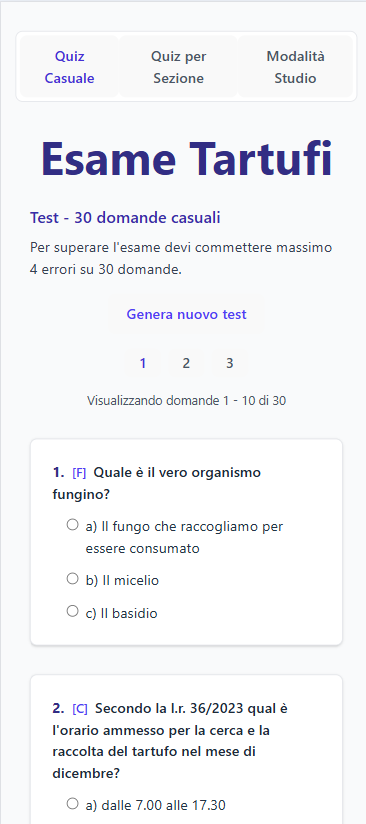 Quiz Casuale
Quiz per Sezione
Modalità Studio
Esame Tartufi
Test - 30 domande casuali
Per superare l'esame devi commettere massimo
4 errori su 30 domande.
Genera nuovo test
1 2 3
Visualizzando domande 1 - 10 di 30
1. [F] Quale è il vero organismo
fungino?
a) Il fungo che raccogliamo per
essere consumato
b) Il micelio
c) Il basidio
2. [C] Secondo la l.r. 36/2023 qual è
l'orario ammesso per la cerca e la
raccolta del tartufo nel mese di
dicembre?
a) dalle 7.00 alle 17.30